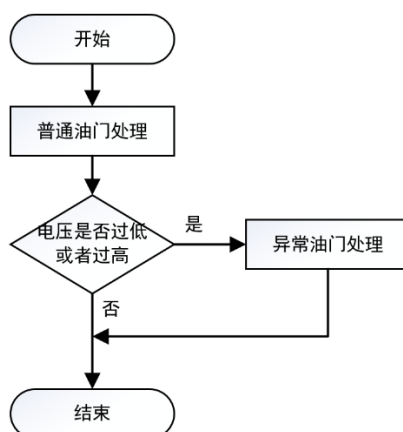 开始
普通油门处理
电压是否过低
或者过高
是
异常油门处理
否
结束